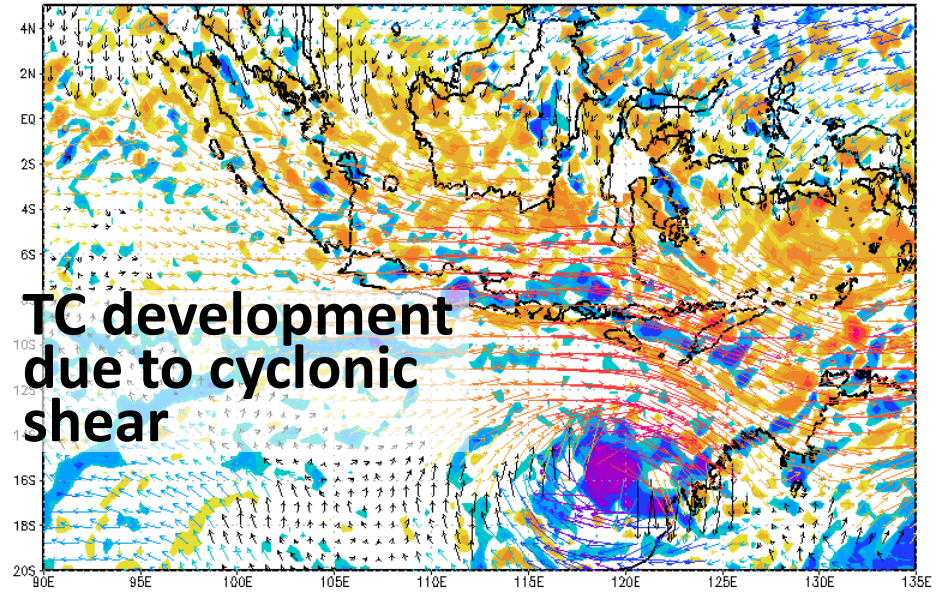 4N
2N
EQ
2S
4S
6S
TC development
10S
due to cyclonic
12S
shear
14S
16S
18S
20S
90E 95E 100E 105E 110E 115E 120E 125E 130E 135E